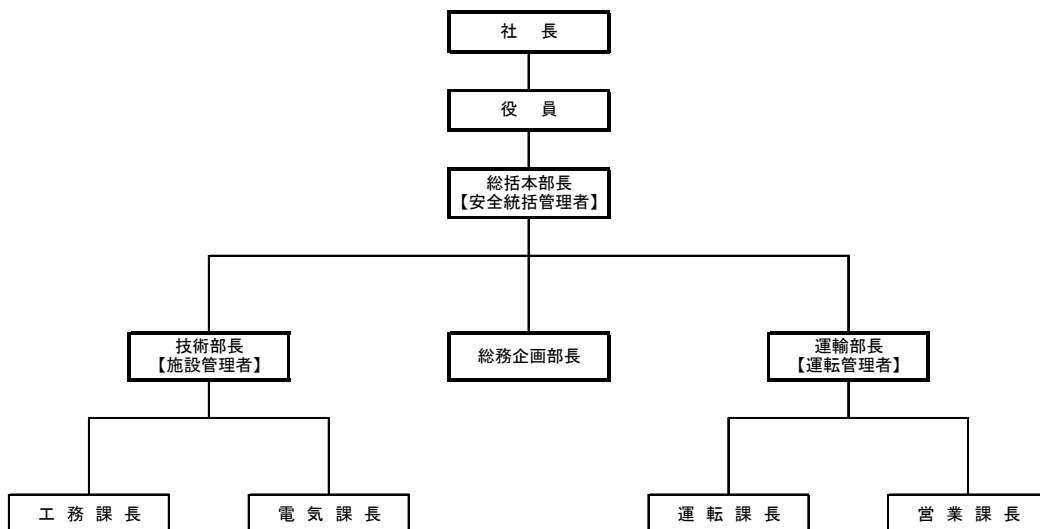 社　長
役　員
総括本部長
【安全統括管理者】
技術部長
【施設管理者】
総務企画部長
運輸部長
【運転管理者】
工 務 課 長
電 気 課 長
運 転 課 長
営 業 課 長